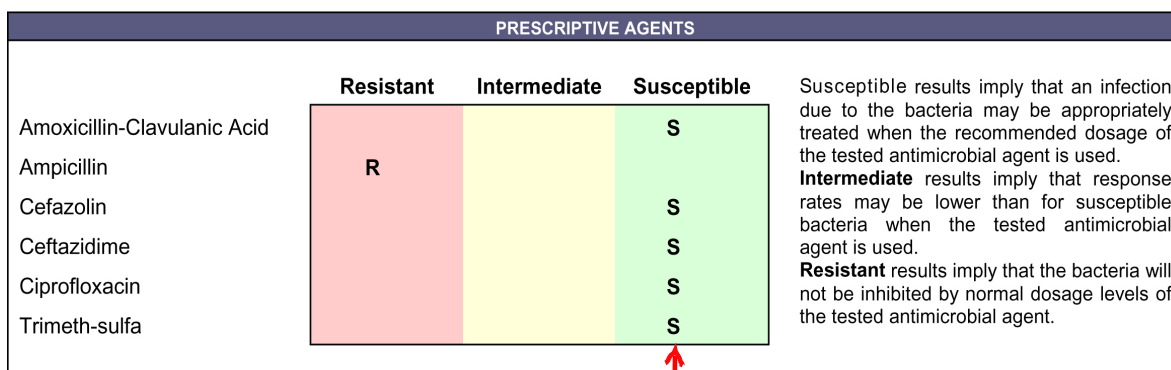 PRESCRIPTIVE AGENTS
Resistant Intermediate Susceptible
Amoxicillin-Clavulanic Acid S
Ampicillin R
Cefazolin S
Ceftazidime S
Ciprofloxacin S
Trimeth-sulfa S
Susceptible results imply that an infection
due to the bacteria may be appropriately
treated when the recommended dosage of
the tested antimicrobial agent is used.
Intermediate results imply that response
rates may be lower than for susceptible
bacteria when the tested antimicrobial
agent is used.
Resistant results imply that the bacteria will
not be inhibited by normal dosage levels of
the tested antimicrobial agent.